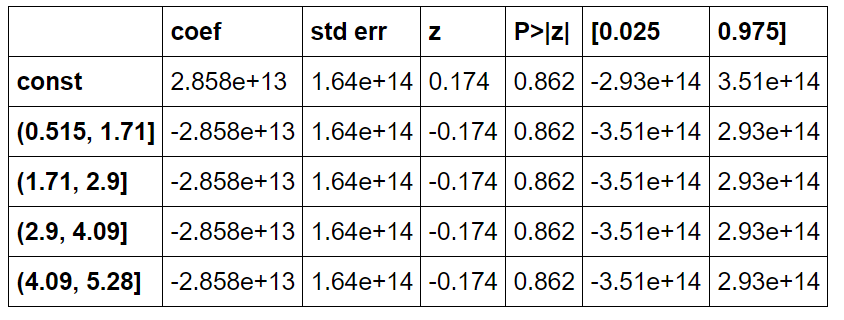 coef std err z P>|z| [0.025 0.975]
const 2.858e+13 1.64e+14 0.174 0.862 -2.93e+14 3.51e+14
(0.515, 1.71] -2.858e+13 1.64e+14 -0.174 0.862 -3.51e+14 2.93e+14
(1.71, 2.9] -2.858e+13 1.64e+14 -0.174 0.862 -3.51e+14 2.93e+14
(2.9, 4.09] -2.858e+13 1.64e+14 -0.174 0.862 -3.51e+14 2.93e+14
(4.09, 5.28] -2.858e+13 1.64e+14 -0.174 0.862 -3.51e+14 2.93e+14